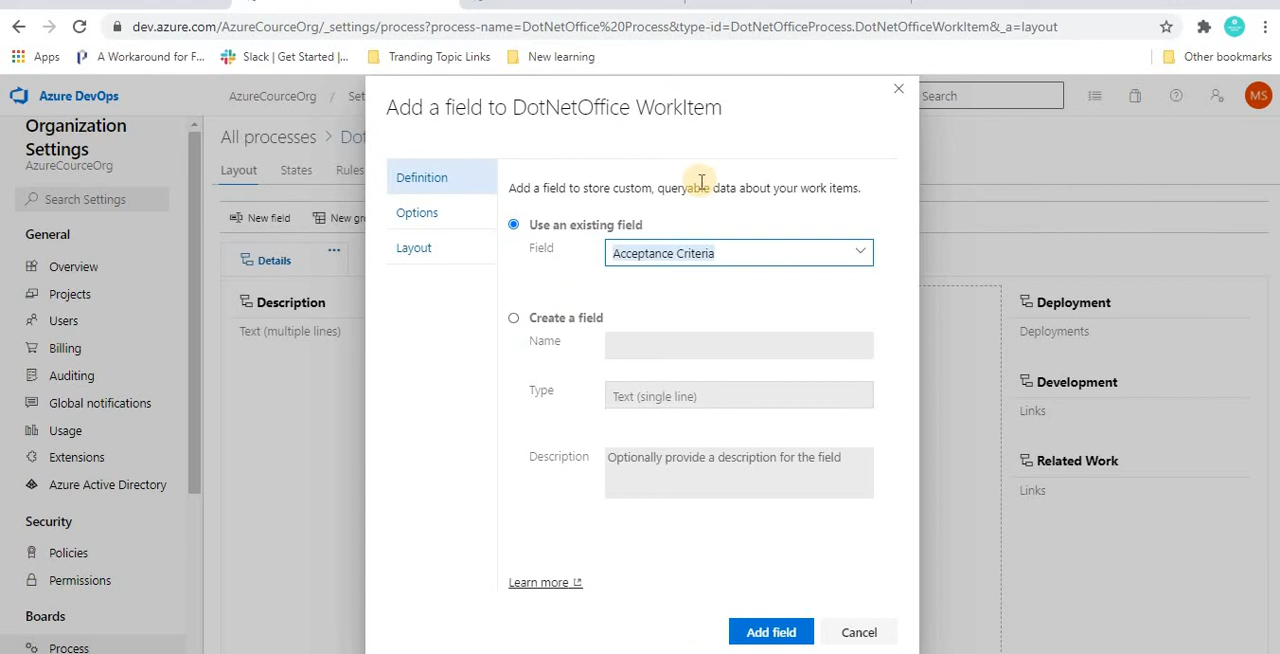 dev.azure.com/AzureCourceOrg/_settings/process?process-name=DotNetOffice%20Process&type-id=DotNetOfficeProcess.DotNetOfficeWorkItem&_a=layout
Apps A Workaround for F... Slack | Get Started |... Tranding Topic Links New learning Other bookmarks
Azure DevOps AzureCourceOrg / Set Search MS
Organization
Settings
AzureCourceOrg
Search Settings
General
Overview
Projects
Users
Billing
Auditing
Global notifications
Usage
Extensions
Azure Active Directory
Security
Policies
Permissions
Boards
Process
All processes > Dot
Layout States Rules
New field New gr
Details ...
Description
Text (multiple lines)
Add a field to DotNetOffice WorkItem
Definition
Options
Layout
Add a field to store custom, queryable data about your work items.
Use an existing field
Field Acceptance Criteria
Create a field
Name
Type Text (single line)
Description Optionally provide a description for the field
Learn more
Add field Cancel
Deployment
Deployments
Development
Links
Related Work
Links